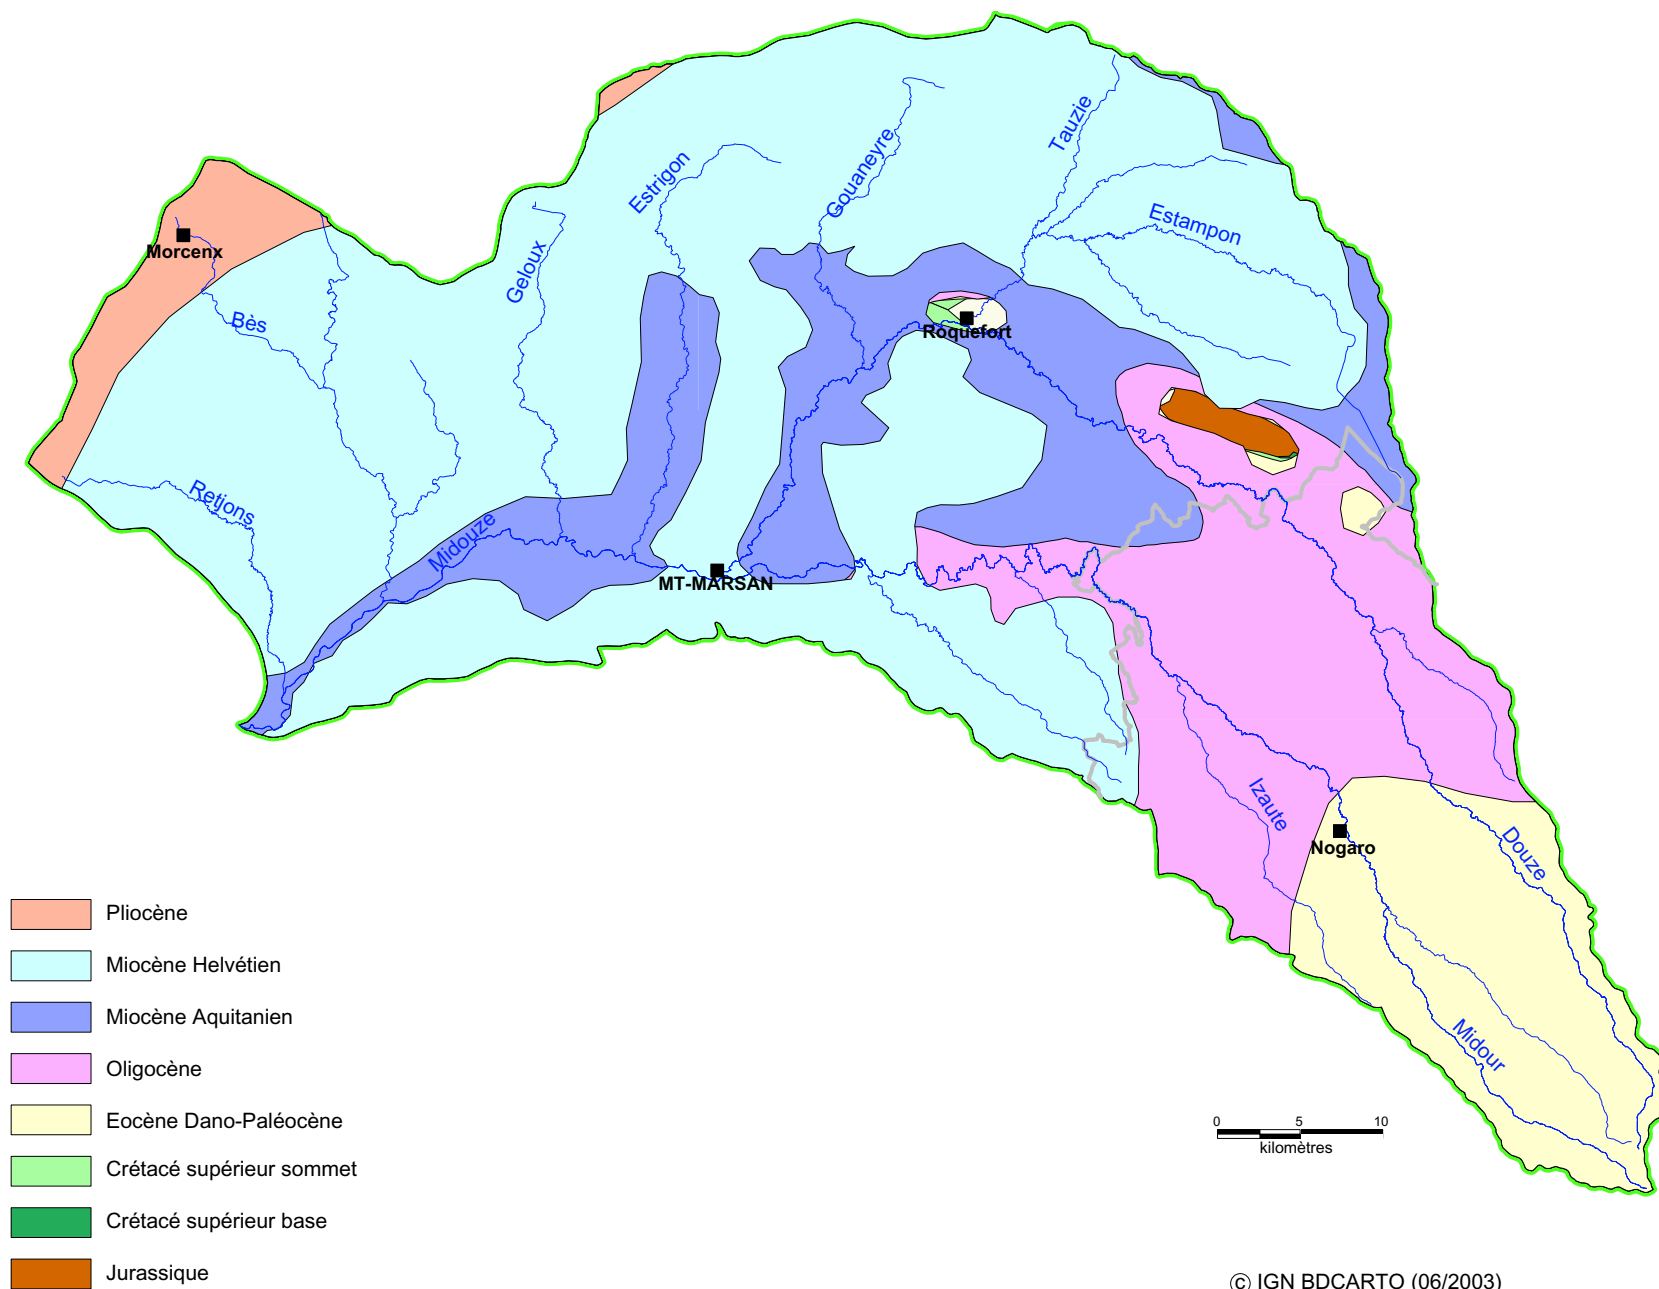 Tauzie
Gouaneyre
Estrigon
Estampon
Morcenx
Geloux
Bès
Roquefort
Retjons
Midouze
MT-MARSAN
Izaute
Nogaro
Douze
Midour
Pliocène
Miocène Helvétien
Miocène Aquitanien
Oligocène
Eocène Dano-Paléocène
Crétacé supérieur sommet
Crétacé supérieur base
Jurassique
0 5 10
kilomètres
© IGN BDCARTO (06/2003)